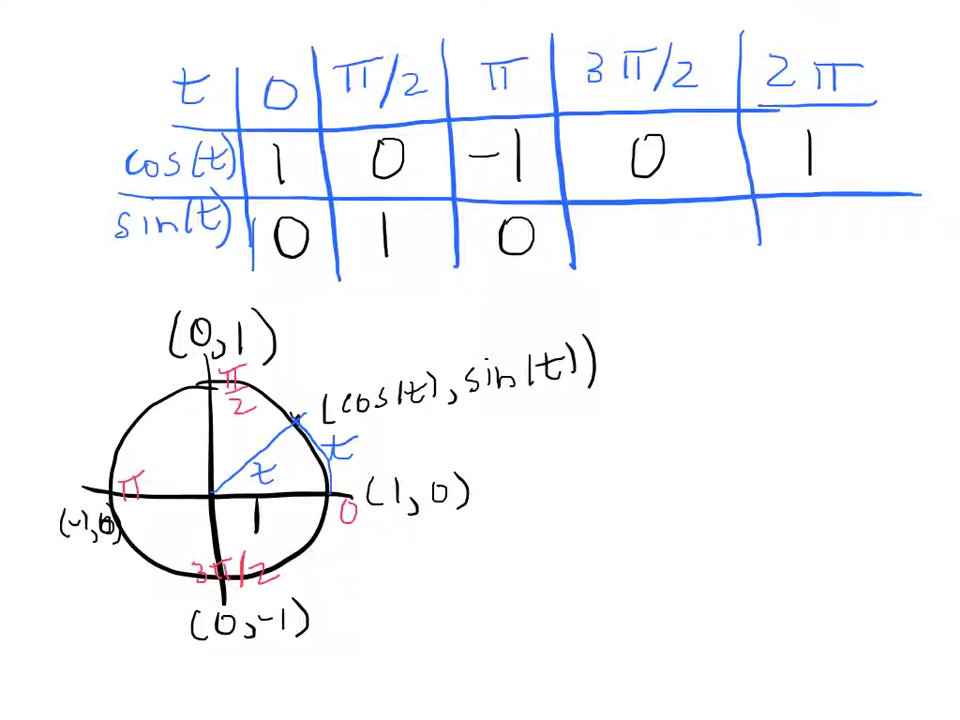 t 0 π/2 π 3π/2 2π
cos(t) 1 0 -1 0 1
sin(t) 0 1 0
(0,1)
π/2
(cos(t), sin(t))
t
t
π
(1,0)
0
1
(-1,0)
3π/2
(0,-1)